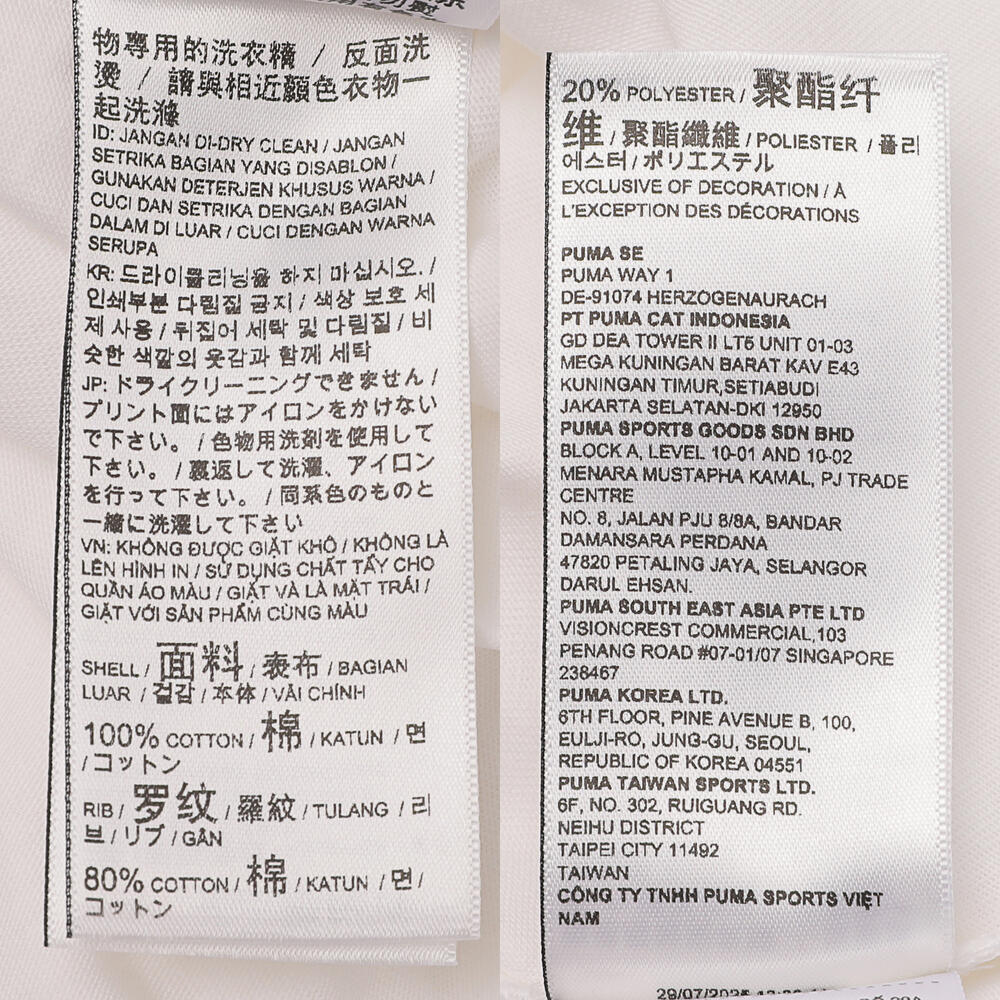 物專用的洗衣精 / 反面洗
燙 / 請與相近顏色衣物一
起洗滌
ID: JANGAN DI-DRY CLEAN / JANGAN
SETRIKA BAGIAN YANG DISABLON /
GUNAKAN DETERJEN KHUSUS WARNA /
CUCI DAN SETRIKA DENGAN BAGIAN
DALAM DI LUAR / CUCI DENGAN WARNA
SERUPA
KR: 드라이클리닝을 하지 마십시오. /
인쇄부분 다림질 금지 / 색상 보호 세
제 사용 / 뒤집어 세탁 및 다림질 / 비
슷한 색깔의 옷감과 함께 세탁
JP: ドライクリーニングできません /
プリント面にはアイロンをかけない
で下さい。 / 色物用洗剤を使用して
下さい。 / 裏返して洗濯、アイロン
を行って下さい。 / 同系色のものと
一緒に洗濯して下さい
VN: KHÔNG ĐƯỢC GIẶT KHÔ / KHÔNG LÀ
LÊN HÌNH IN / SỬ DỤNG CHẤT TẨY CHO
QUẦN ÁO MÀU / GIẶT VÀ LÀ MẶT TRÁI /
GIẶT VỚI SẢN PHẨM CÙNG MÀU
SHELL / 面料 / 表布 / BAGIAN
LUAR / 겉감 / 本体 / VẢI CHÍNH
100% COTTON / 棉 / KATUN / 면
/ コットン
RIB / 罗纹 / 羅紋 / TULANG / 리
브 / リブ / GÂN
80% COTTON / 棉 / KATUN / 면 /
コットン
20% POLYESTER / 聚酯纤
维 / 聚酯纖維 / POLIESTER / 폴리
에스터 / ポリエステル
EXCLUSIVE OF DECORATION / À
L'EXCEPTION DES DÉCORATIONS
PUMA SE
PUMA WAY 1
DE-91074 HERZOGENAURACH
PT PUMA CAT INDONESIA
GD DEA TOWER II LT6 UNIT 01-03
MEGA KUNINGAN BARAT KAV E43
KUNINGAN TIMUR,SETIABUDI
JAKARTA SELATAN-DKI 12950
PUMA SPORTS GOODS SDN BHD
BLOCK A, LEVEL 10-01 AND 10-02
MENARA MUSTAPHA KAMAL, PJ TRADE
CENTRE
NO. 8, JALAN PJU 8/8A, BANDAR
DAMANSARA PERDANA
47820 PETALING JAYA, SELANGOR
DARUL EHSAN.
PUMA SOUTH EAST ASIA PTE LTD
VISIONCREST COMMERCIAL,103
PENANG ROAD #07-01/07 SINGAPORE
238467
PUMA KOREA LTD.
6TH FLOOR, PINE AVENUE B, 100,
EULJI-RO, JUNG-GU, SEOUL,
REPUBLIC OF KOREA 04551
PUMA TAIWAN SPORTS LTD.
6F, NO. 302, RUIGUANG RD.
NEIHU DISTRICT
TAIPEI CITY 11492
TAIWAN
CÔNG TY TNHH PUMA SPORTS VIỆT
NAM